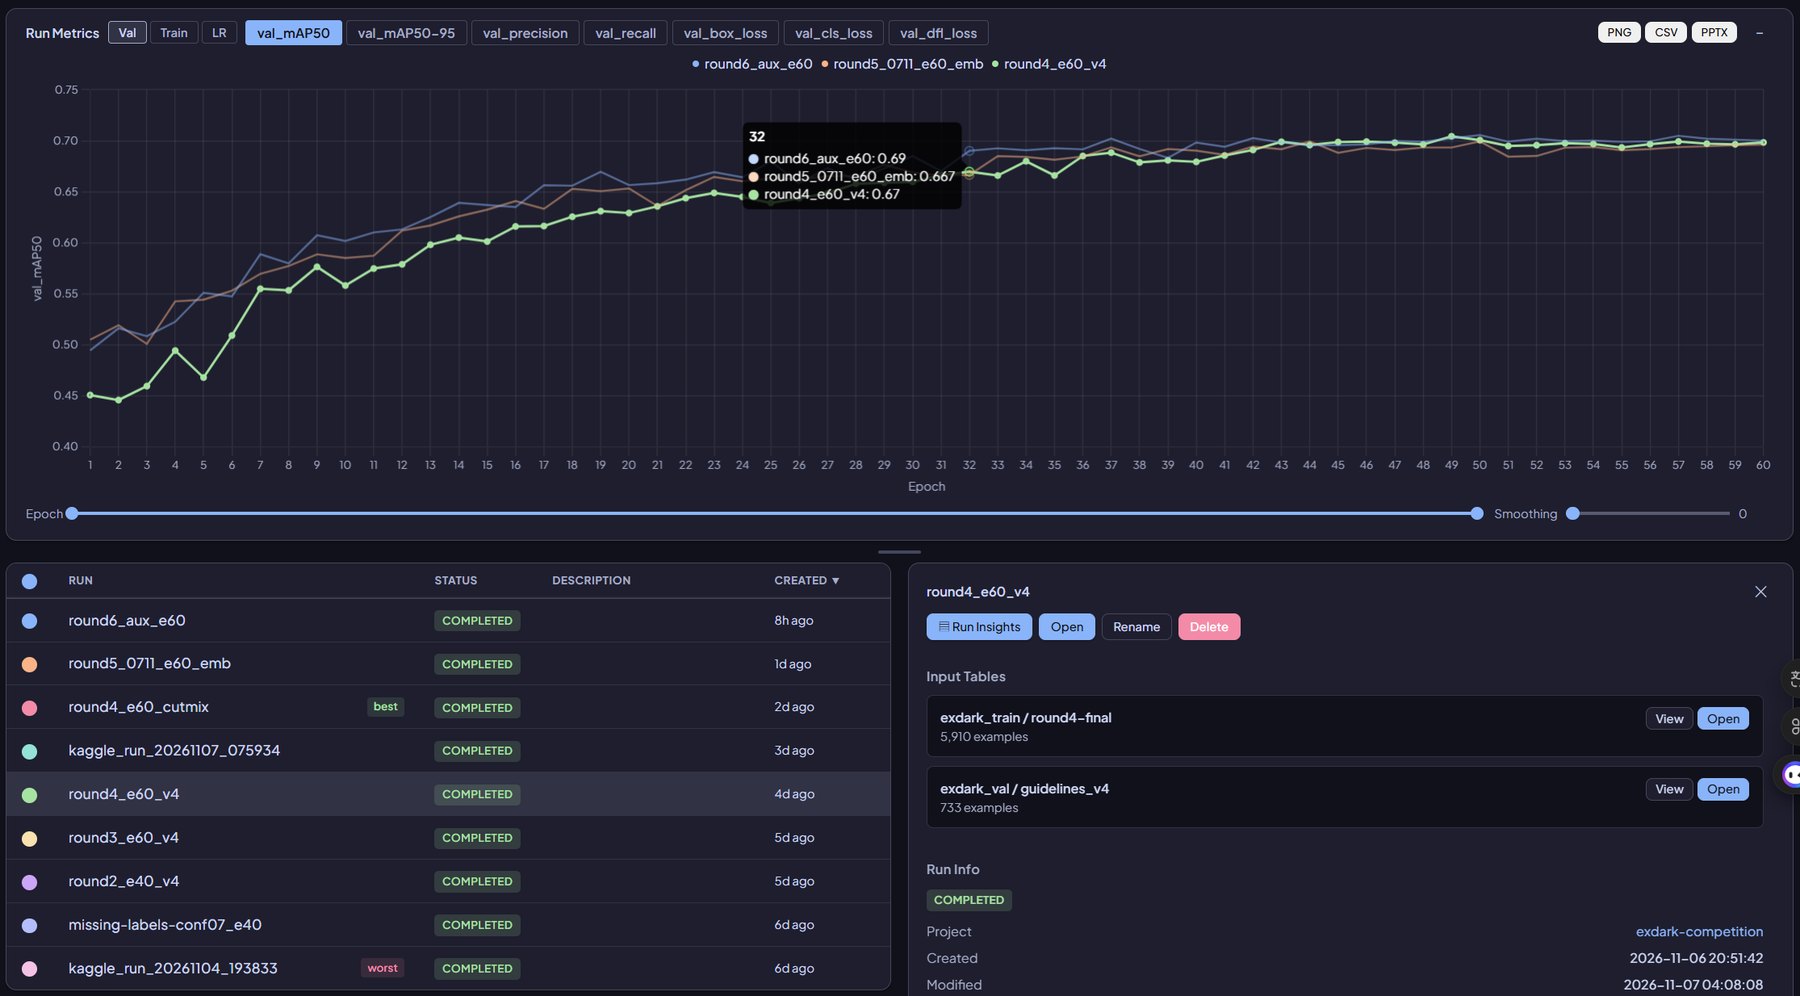 Run Metrics Val Train LR val_mAP50 val_mAP50-95 val_precision val_recall val_box_loss val_cls_loss val_dfl_loss PNG CSV PPTX –
round6_aux_e60 round5_0711_e60_emb round4_e60_v4
0.75
0.70
0.65
0.60
0.55
0.50
0.45
0.40
val_mAP50
32
round6_aux_e60: 0.69
round5_0711_e60_emb: 0.667
round4_e60_v4: 0.67
1 2 3 4 5 6 7 8 9 10 11 12 13 14 15 16 17 18 19 20 21 22 23 24 25 26 27 28 29 30 31 32 33 34 35 36 37 38 39 40 41 42 43 44 45 46 47 48 49 50 51 52 53 54 55 56 57 58 59 60
Epoch
Epoch Smoothing 0
RUN STATUS DESCRIPTION CREATED ▼
round6_aux_e60 COMPLETED 8h ago
round5_0711_e60_emb COMPLETED 1d ago
round4_e60_cutmix best COMPLETED 2d ago
kaggle_run_20261107_075934 COMPLETED 3d ago
round4_e60_v4 COMPLETED 4d ago
round3_e60_v4 COMPLETED 5d ago
round2_e40_v4 COMPLETED 5d ago
missing-labels-conf07_e40 COMPLETED 6d ago
kaggle_run_20261104_193833 worst COMPLETED 6d ago
round4_e60_v4
Run Insights Open Rename Delete
Input Tables
exdark_train / round4-final View Open
5,910 examples
exdark_val / guidelines_v4 View Open
733 examples
Run Info
COMPLETED
Project exdark-competition
Created 2026-11-06 20:51:42
Modified 2026-11-07 04:08:08